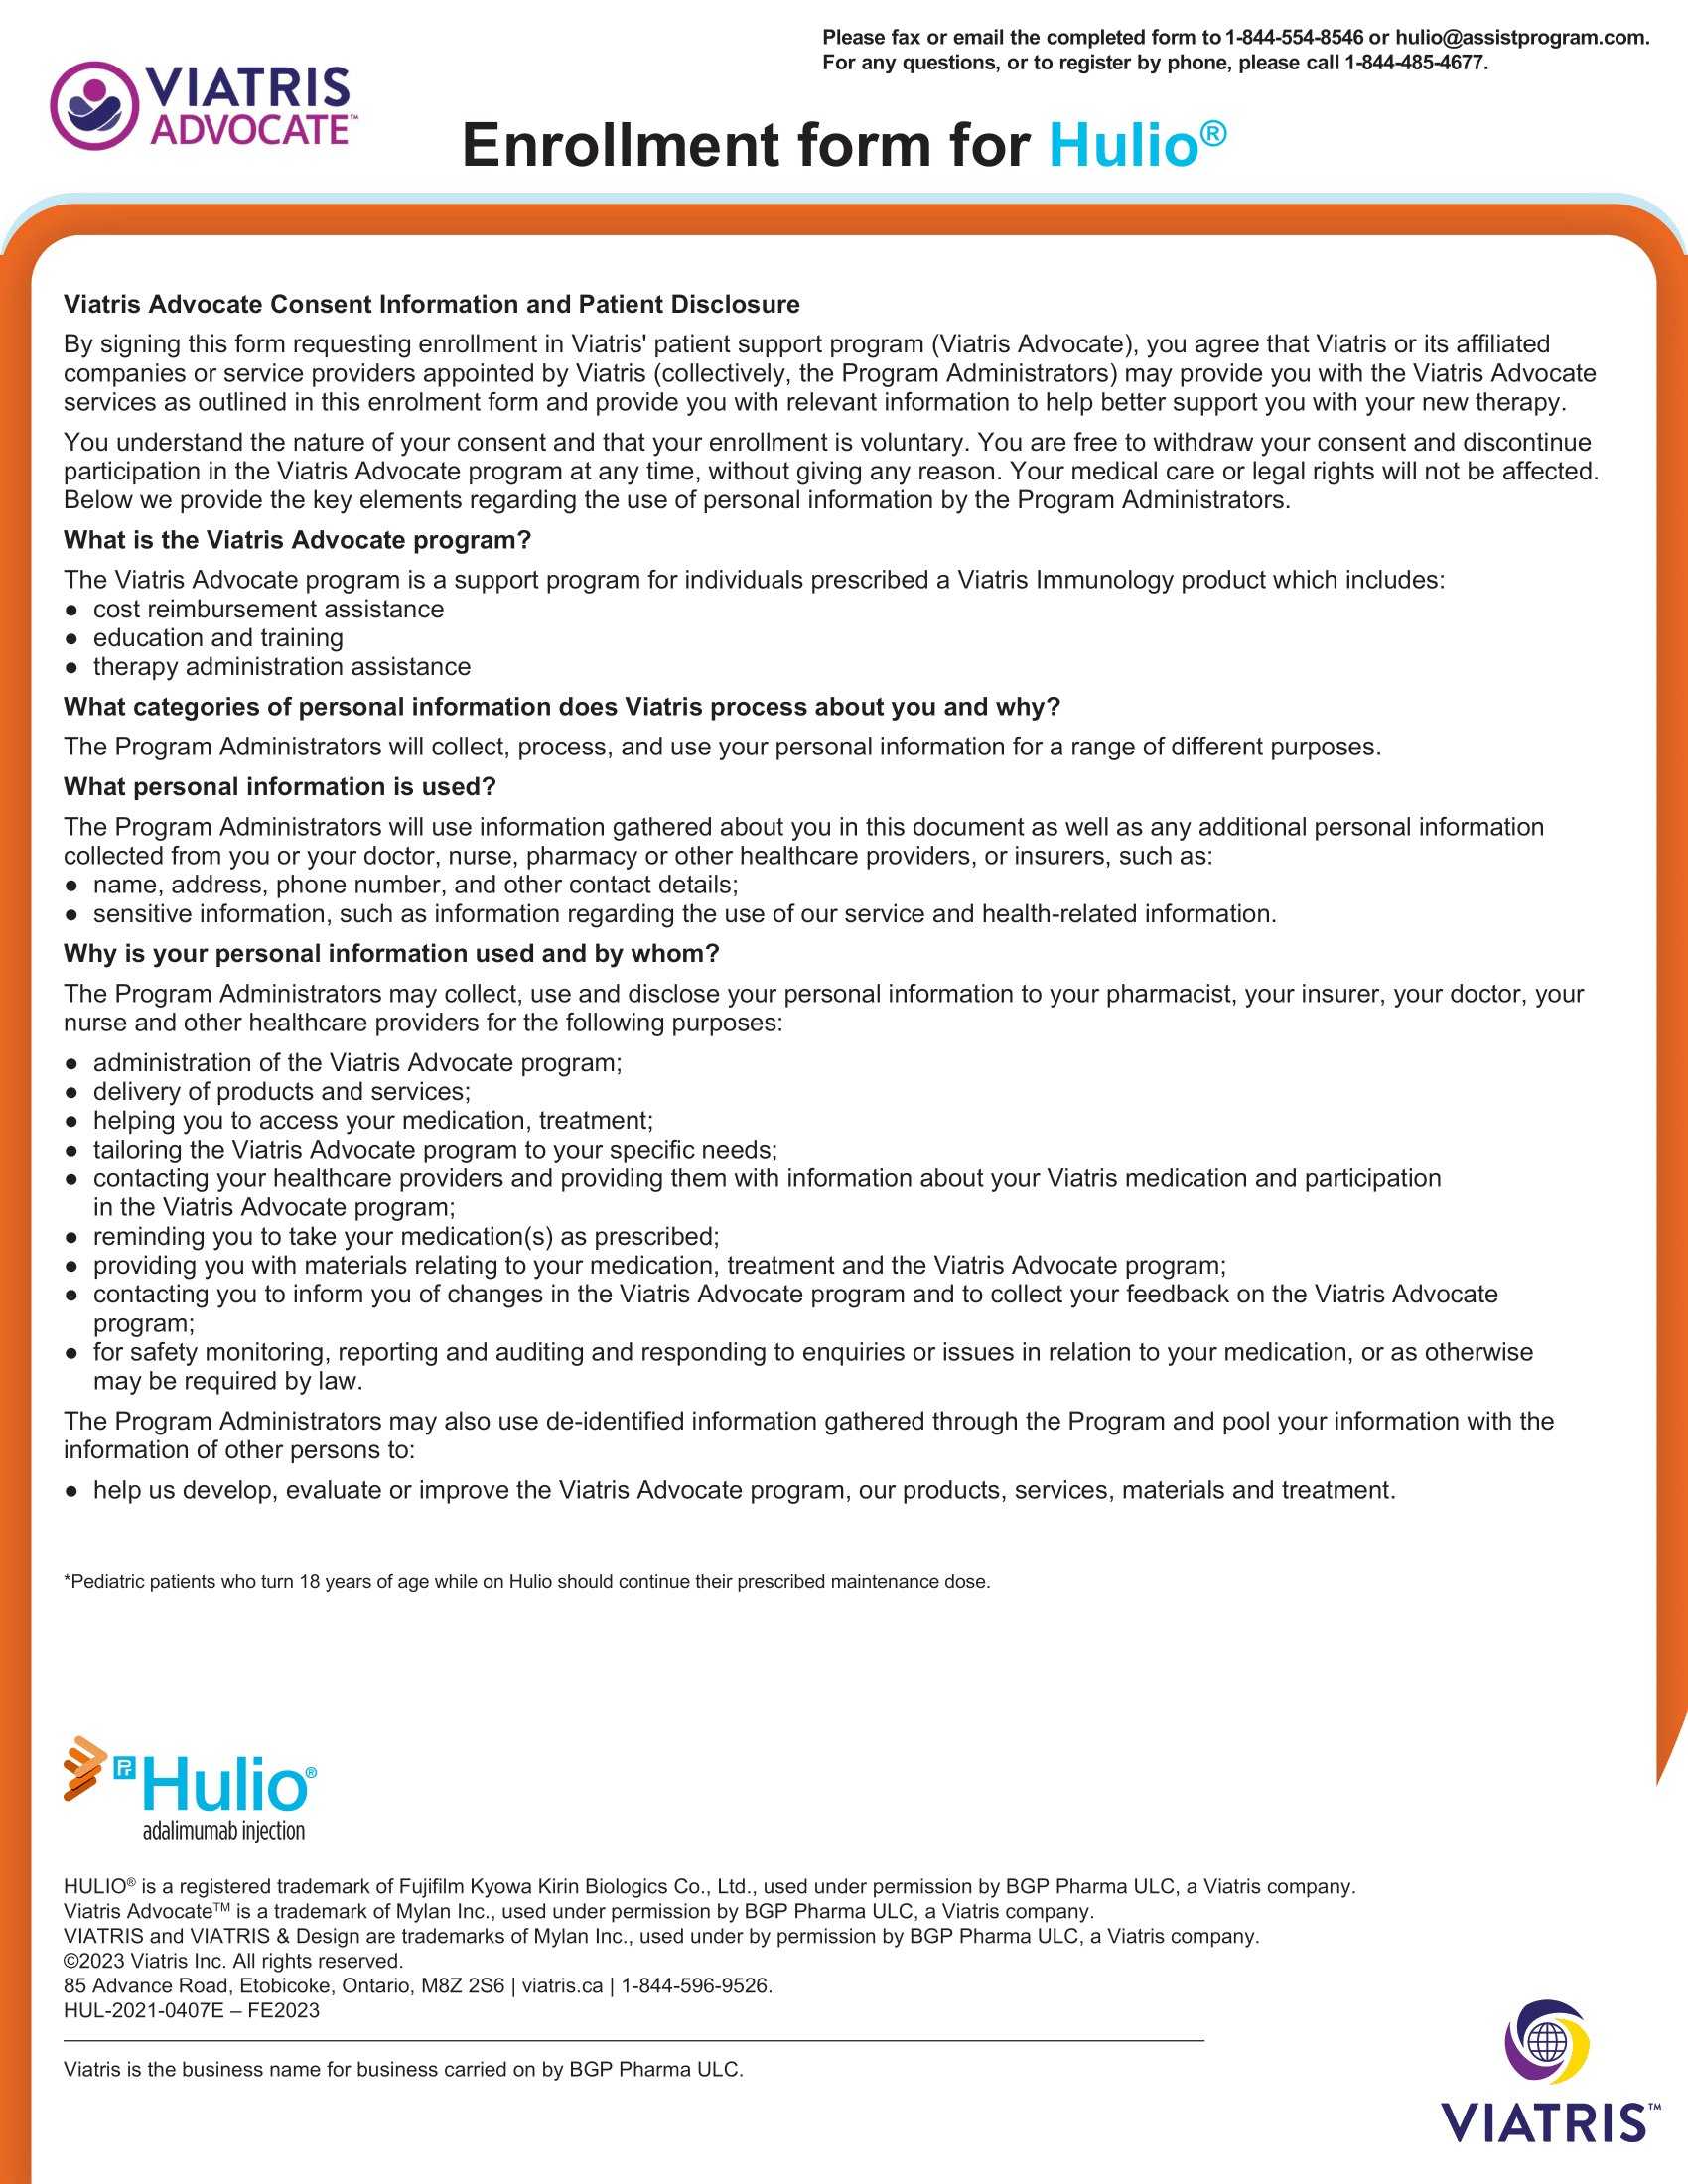 Please fax or email the completed form to 1-844-554-8546 or hulio@assistprogram.com.
For any questions, or to register by phone, please call 1-844-485-4677.
VIATRIS
ADVOCATE™
Enrollment form for Hulio®
Viatris Advocate Consent Information and Patient Disclosure
By signing this form requesting enrollment in Viatris' patient support program (Viatris Advocate), you agree that Viatris or its affiliated
companies or service providers appointed by Viatris (collectively, the Program Administrators) may provide you with the Viatris Advocate
services as outlined in this enrolment form and provide you with relevant information to help better support you with your new therapy.
You understand the nature of your consent and that your enrollment is voluntary. You are free to withdraw your consent and discontinue
participation in the Viatris Advocate program at any time, without giving any reason. Your medical care or legal rights will not be affected.
Below we provide the key elements regarding the use of personal information by the Program Administrators.
What is the Viatris Advocate program?
The Viatris Advocate program is a support program for individuals prescribed a Viatris Immunology product which includes:
● cost reimbursement assistance
● education and training
● therapy administration assistance
What categories of personal information does Viatris process about you and why?
The Program Administrators will collect, process, and use your personal information for a range of different purposes.
What personal information is used?
The Program Administrators will use information gathered about you in this document as well as any additional personal information
collected from you or your doctor, nurse, pharmacy or other healthcare providers, or insurers, such as:
● name, address, phone number, and other contact details;
● sensitive information, such as information regarding the use of our service and health-related information.
Why is your personal information used and by whom?
The Program Administrators may collect, use and disclose your personal information to your pharmacist, your insurer, your doctor, your
nurse and other healthcare providers for the following purposes:
● administration of the Viatris Advocate program;
● delivery of products and services;
● helping you to access your medication, treatment;
● tailoring the Viatris Advocate program to your specific needs;
● contacting your healthcare providers and providing them with information about your Viatris medication and participation
in the Viatris Advocate program;
● reminding you to take your medication(s) as prescribed;
● providing you with materials relating to your medication, treatment and the Viatris Advocate program;
● contacting you to inform you of changes in the Viatris Advocate program and to collect your feedback on the Viatris Advocate
program;
● for safety monitoring, reporting and auditing and responding to enquiries or issues in relation to your medication, or as otherwise
may be required by law.
The Program Administrators may also use de-identified information gathered through the Program and pool your information with the
information of other persons to:
● help us develop, evaluate or improve the Viatris Advocate program, our products, services, materials and treatment.
*Pediatric patients who turn 18 years of age while on Hulio should continue their prescribed maintenance dose.
Pr Hulio®
adalimumab injection
HULIO® is a registered trademark of Fujifilm Kyowa Kirin Biologics Co., Ltd., used under permission by BGP Pharma ULC, a Viatris company.
Viatris Advocate™ is a trademark of Mylan Inc., used under permission by BGP Pharma ULC, a Viatris company.
VIATRIS and VIATRIS & Design are trademarks of Mylan Inc., used under by permission by BGP Pharma ULC, a Viatris company.
©2023 Viatris Inc. All rights reserved.
85 Advance Road, Etobicoke, Ontario, M8Z 2S6 | viatris.ca | 1-844-596-9526.
HUL-2021-0407E – FE2023
Viatris is the business name for business carried on by BGP Pharma ULC.
VIATRIS™